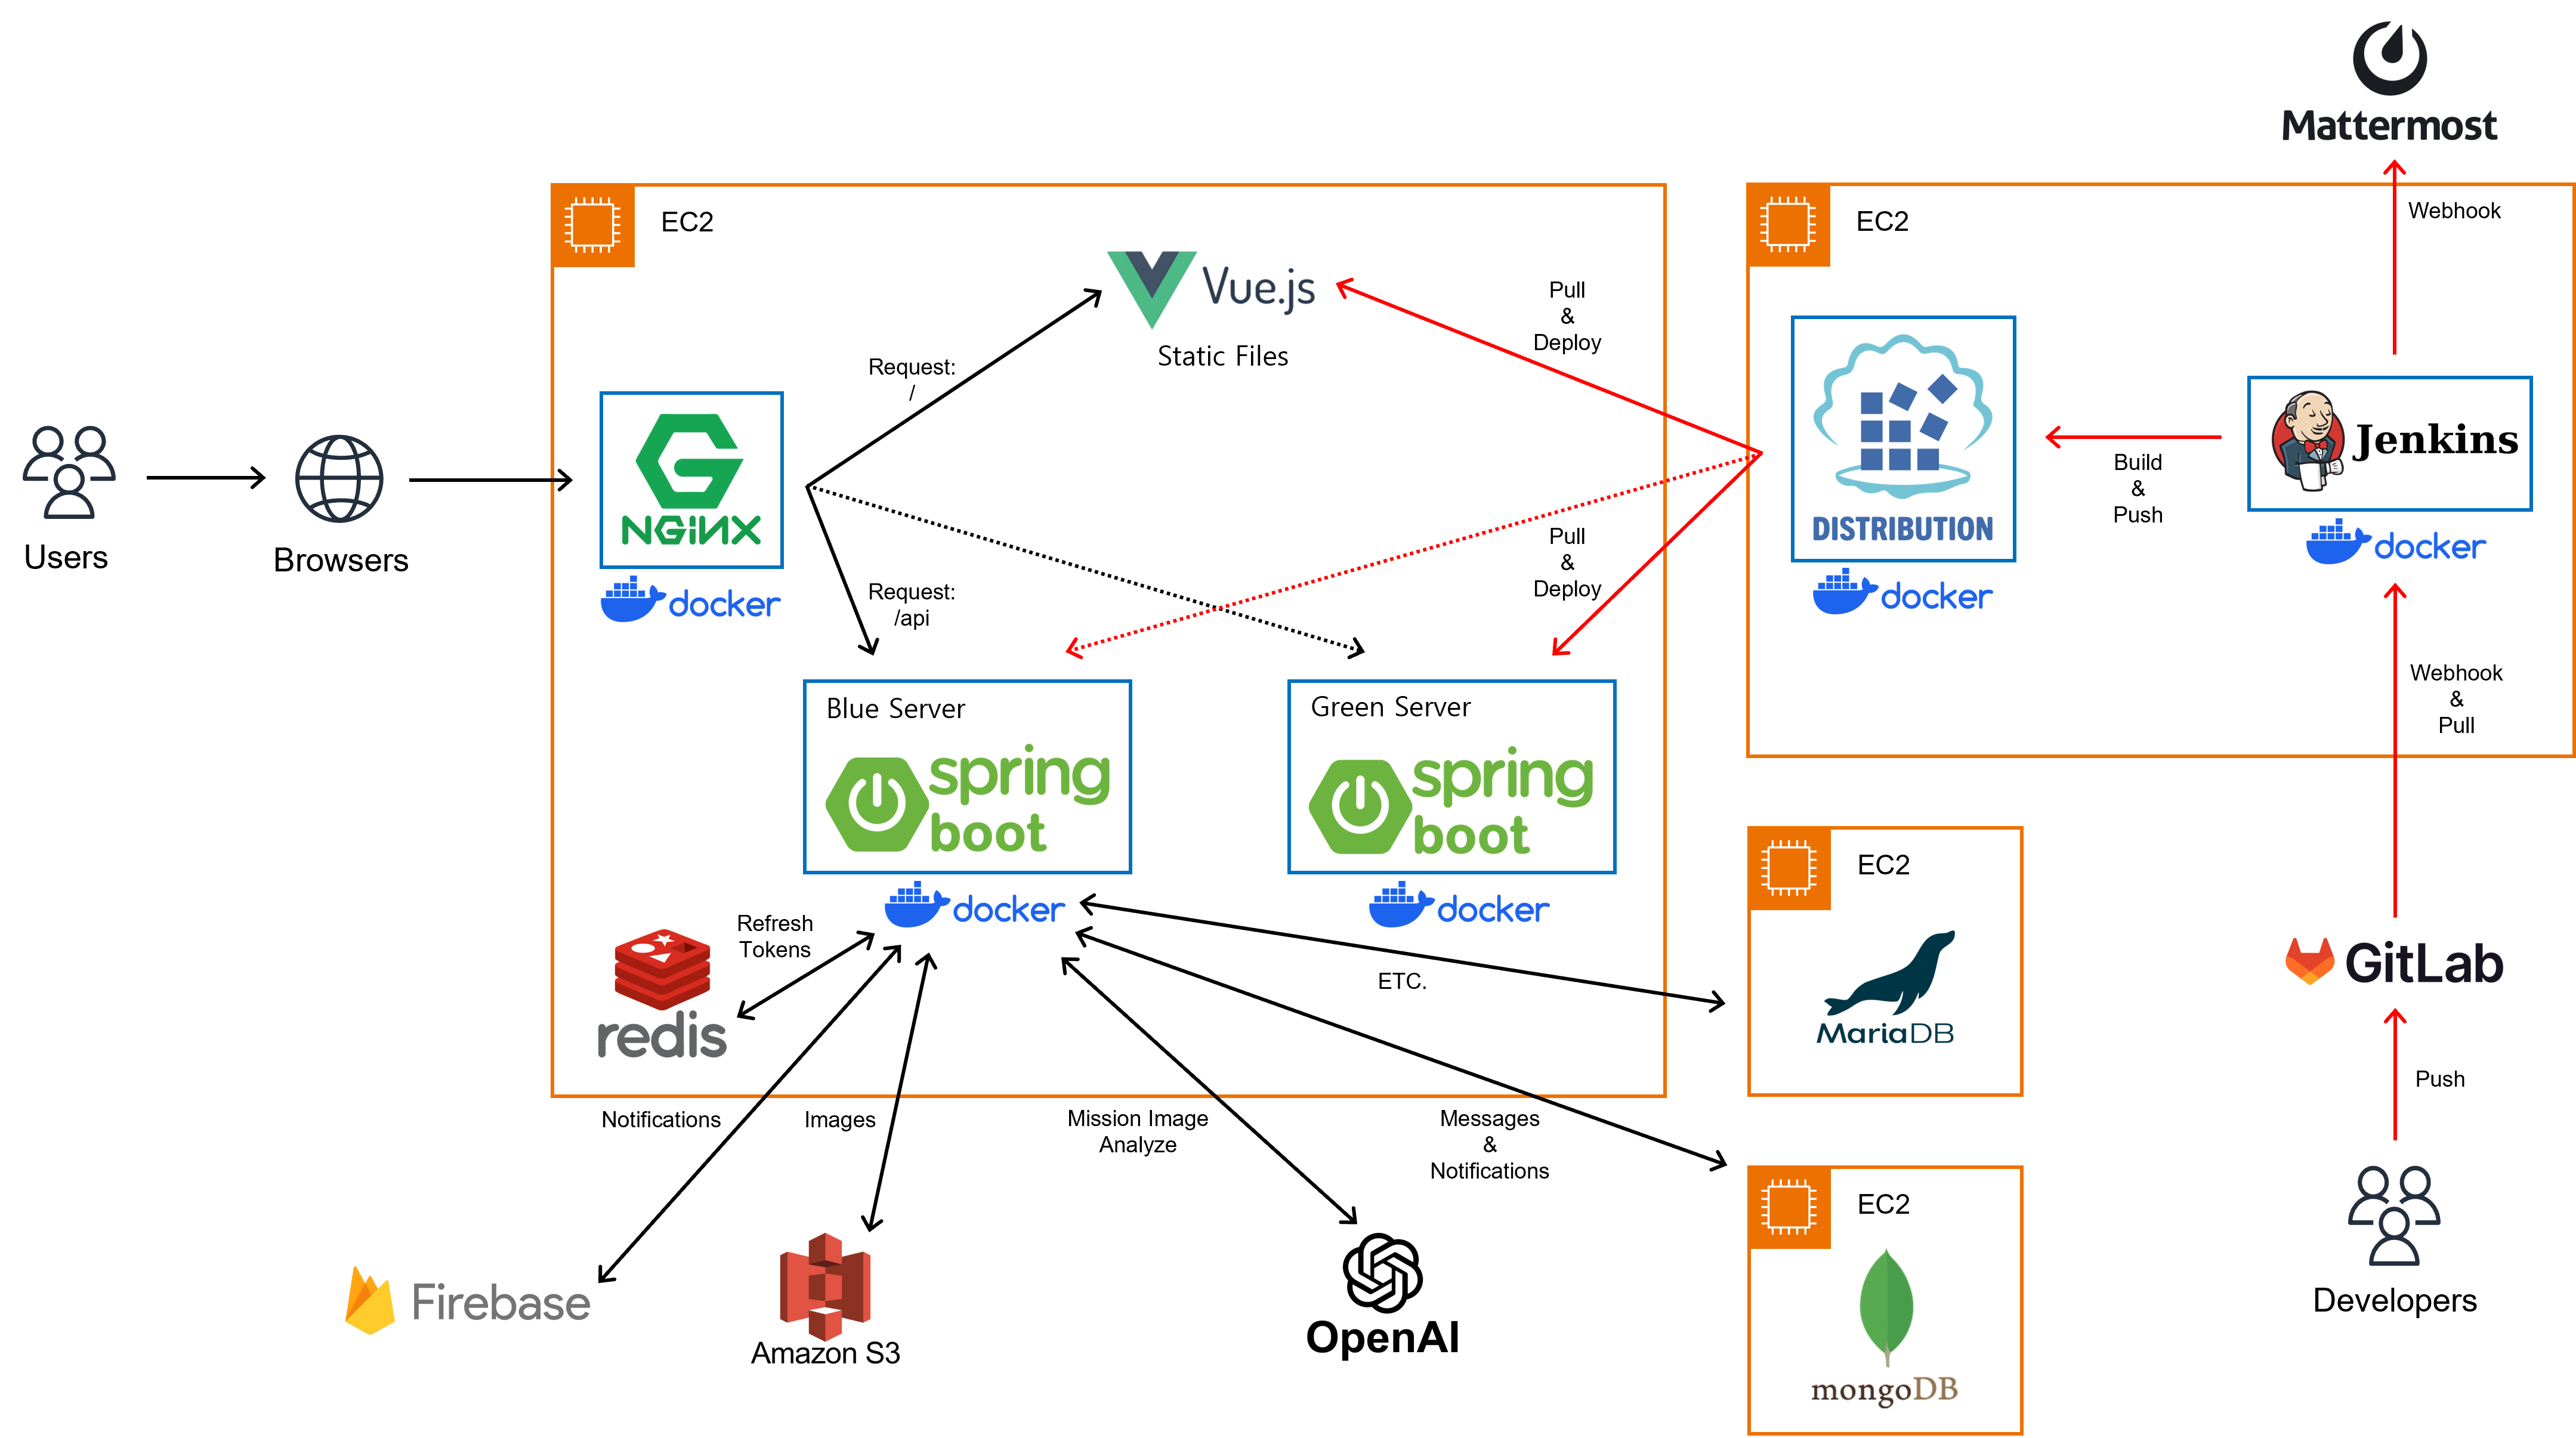 Mattermost
Webhook
EC2
EC2
Vue.js
Static Files
Pull
&
Deploy
Request:
/
NGINX
docker
Users
Browsers
Request:
/api
Pull
&
Deploy
DISTRIBUTION
docker
Build
&
Push
Jenkins
docker
Webhook
&
Pull
Blue Server
spring
boot
docker
Green Server
spring
boot
docker
Refresh
Tokens
redis
ETC.
EC2
MariaDB
GitLab
Push
Notifications
Images
Mission Image
Analyze
Messages
&
Notifications
EC2
mongoDB
Firebase
Amazon S3
OpenAI
Developers